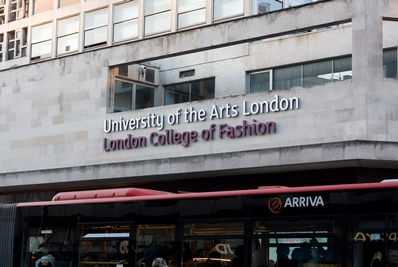 University of the Arts London
London College of Fashion
ARRIVA